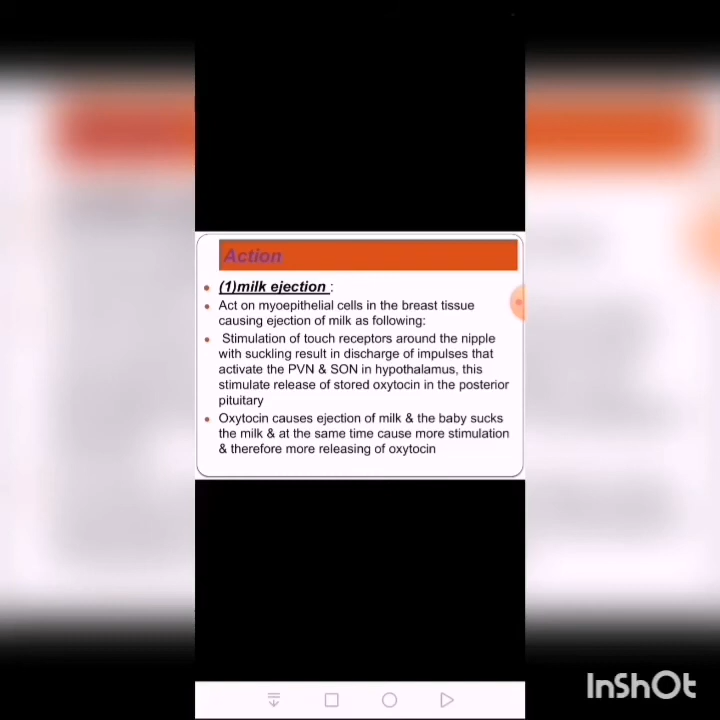 Action
(1)milk ejection :
Act on myoepithelial cells in the breast tissue
causing ejection of milk as following:
Stimulation of touch receptors around the nipple
with suckling result in discharge of impulses that
activate the PVN & SON in hypothalamus, this
stimulate release of stored oxytocin in the posterior
pituitary
Oxytocin causes ejection of milk & the baby sucks
the milk & at the same time cause more stimulation
& therefore more releasing of oxytocin
InShOt